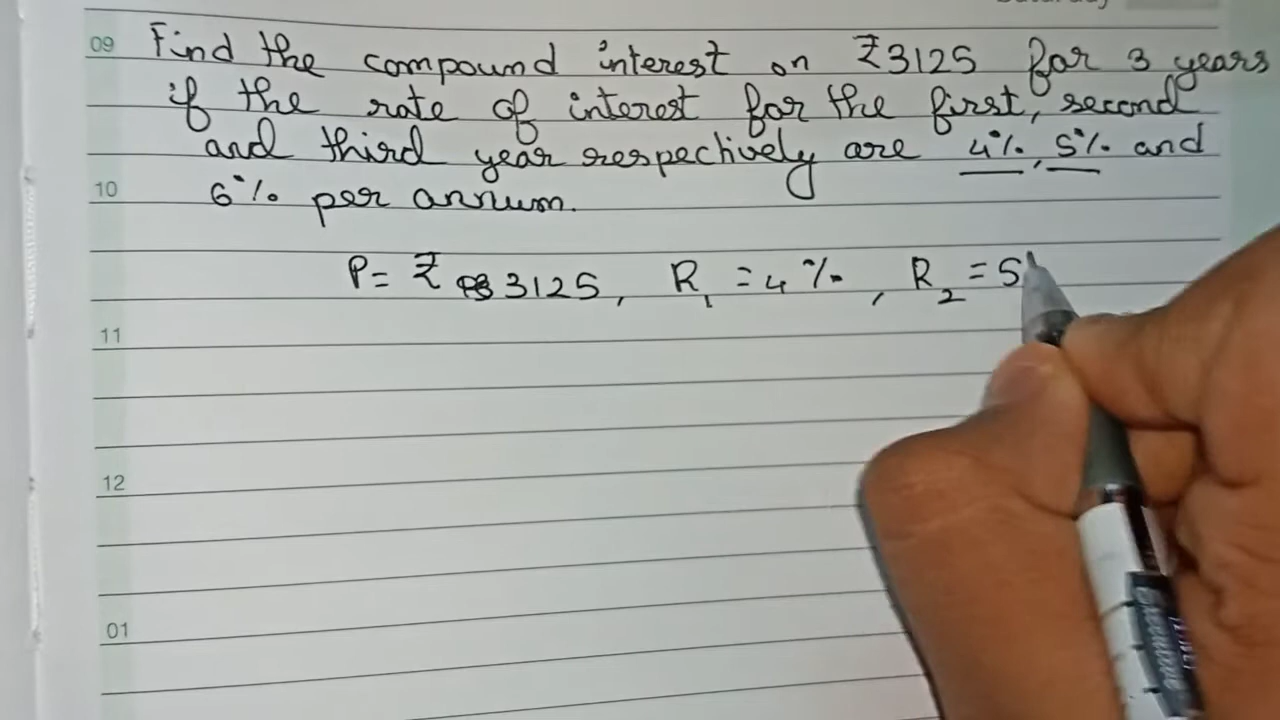 Saturday
09 Find the compound interest on ₹3125 for 3 years
if the rate of interest for the first, second
and third year respectively are 4%, 5% and
10 6% per annum.
P= ₹ 3125, R₁ = 4%, R₂ = 5
11
12
01